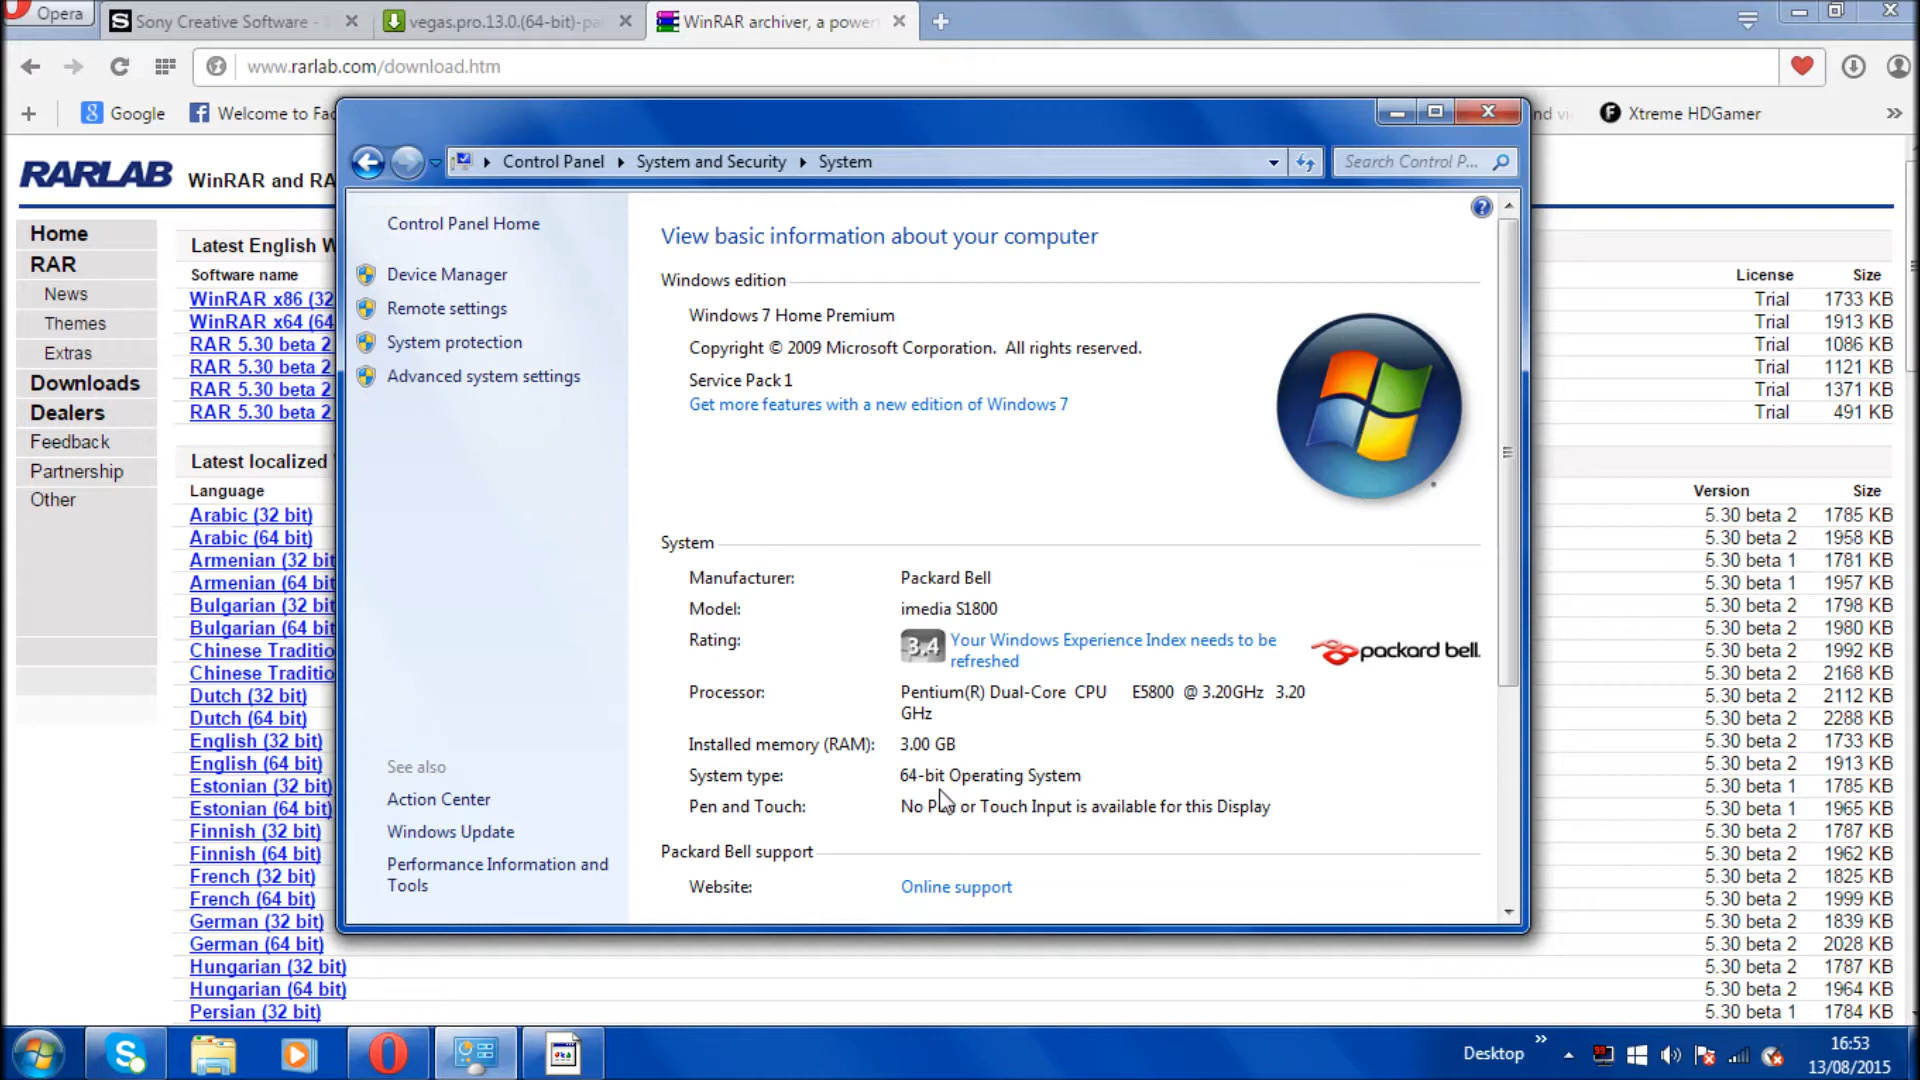 Opera
Sony Creative Software -
vegas.pro.13.0.(64-bit)-pa
WinRAR archiver, a power
www.rarlab.com/download.htm
Google
Welcome to Fac
Xtreme HDGamer
RARLAB
WinRAR and RA
Home
RAR
News
Themes
Extras
Downloads
Dealers
Feedback
Partnership
Other
Latest English W
Software name
License
Size
WinRAR x86 (32
Trial
1733 KB
WinRAR x64 (64
Trial
1913 KB
RAR 5.30 beta 2
Trial
1086 KB
RAR 5.30 beta 2
Trial
1121 KB
RAR 5.30 beta 2
Trial
1371 KB
RAR 5.30 beta 2
Trial
491 KB
Latest localized
Language
Version
Size
Arabic (32 bit)
5.30 beta 2
1785 KB
Arabic (64 bit)
5.30 beta 2
1958 KB
Armenian (32 bit
5.30 beta 1
1781 KB
Armenian (64 bit
5.30 beta 1
1957 KB
Bulgarian (32 bit
5.30 beta 2
1798 KB
Bulgarian (64 bit
5.30 beta 2
1980 KB
Chinese Traditio
5.30 beta 2
1992 KB
Chinese Traditio
5.30 beta 2
2168 KB
Dutch (32 bit)
5.30 beta 2
2112 KB
Dutch (64 bit)
5.30 beta 2
2288 KB
English (32 bit)
5.30 beta 2
1733 KB
English (64 bit)
5.30 beta 2
1913 KB
Estonian (32 bit)
5.30 beta 1
1785 KB
Estonian (64 bit)
5.30 beta 1
1965 KB
Finnish (32 bit)
5.30 beta 2
1787 KB
Finnish (64 bit)
5.30 beta 2
1962 KB
French (32 bit)
5.30 beta 2
1825 KB
French (64 bit)
5.30 beta 2
1999 KB
German (32 bit)
5.30 beta 2
1839 KB
German (64 bit)
5.30 beta 2
2028 KB
Hungarian (32 bit)
5.30 beta 2
1787 KB
Hungarian (64 bit)
5.30 beta 2
1964 KB
Persian (32 bit)
5.30 beta 1
1784 KB
Control Panel
System and Security
System
Search Control P...
Control Panel Home
Device Manager
Remote settings
System protection
Advanced system settings
See also
Action Center
Windows Update
Performance Information and
Tools
View basic information about your computer
Windows edition
Windows 7 Home Premium
Copyright © 2009 Microsoft Corporation. All rights reserved.
Service Pack 1
Get more features with a new edition of Windows 7
System
Manufacturer: Packard Bell
Model: imedia S1800
Rating: 3.4 Your Windows Experience Index needs to be
refreshed
packard bell.
Processor: Pentium(R) Dual-Core CPU E5800 @ 3.20GHz 3.20
GHz
Installed memory (RAM): 3.00 GB
System type: 64-bit Operating System
Pen and Touch: No Pen or Touch Input is available for this Display
Packard Bell support
Website: Online support
Desktop
16:53
13/08/2015